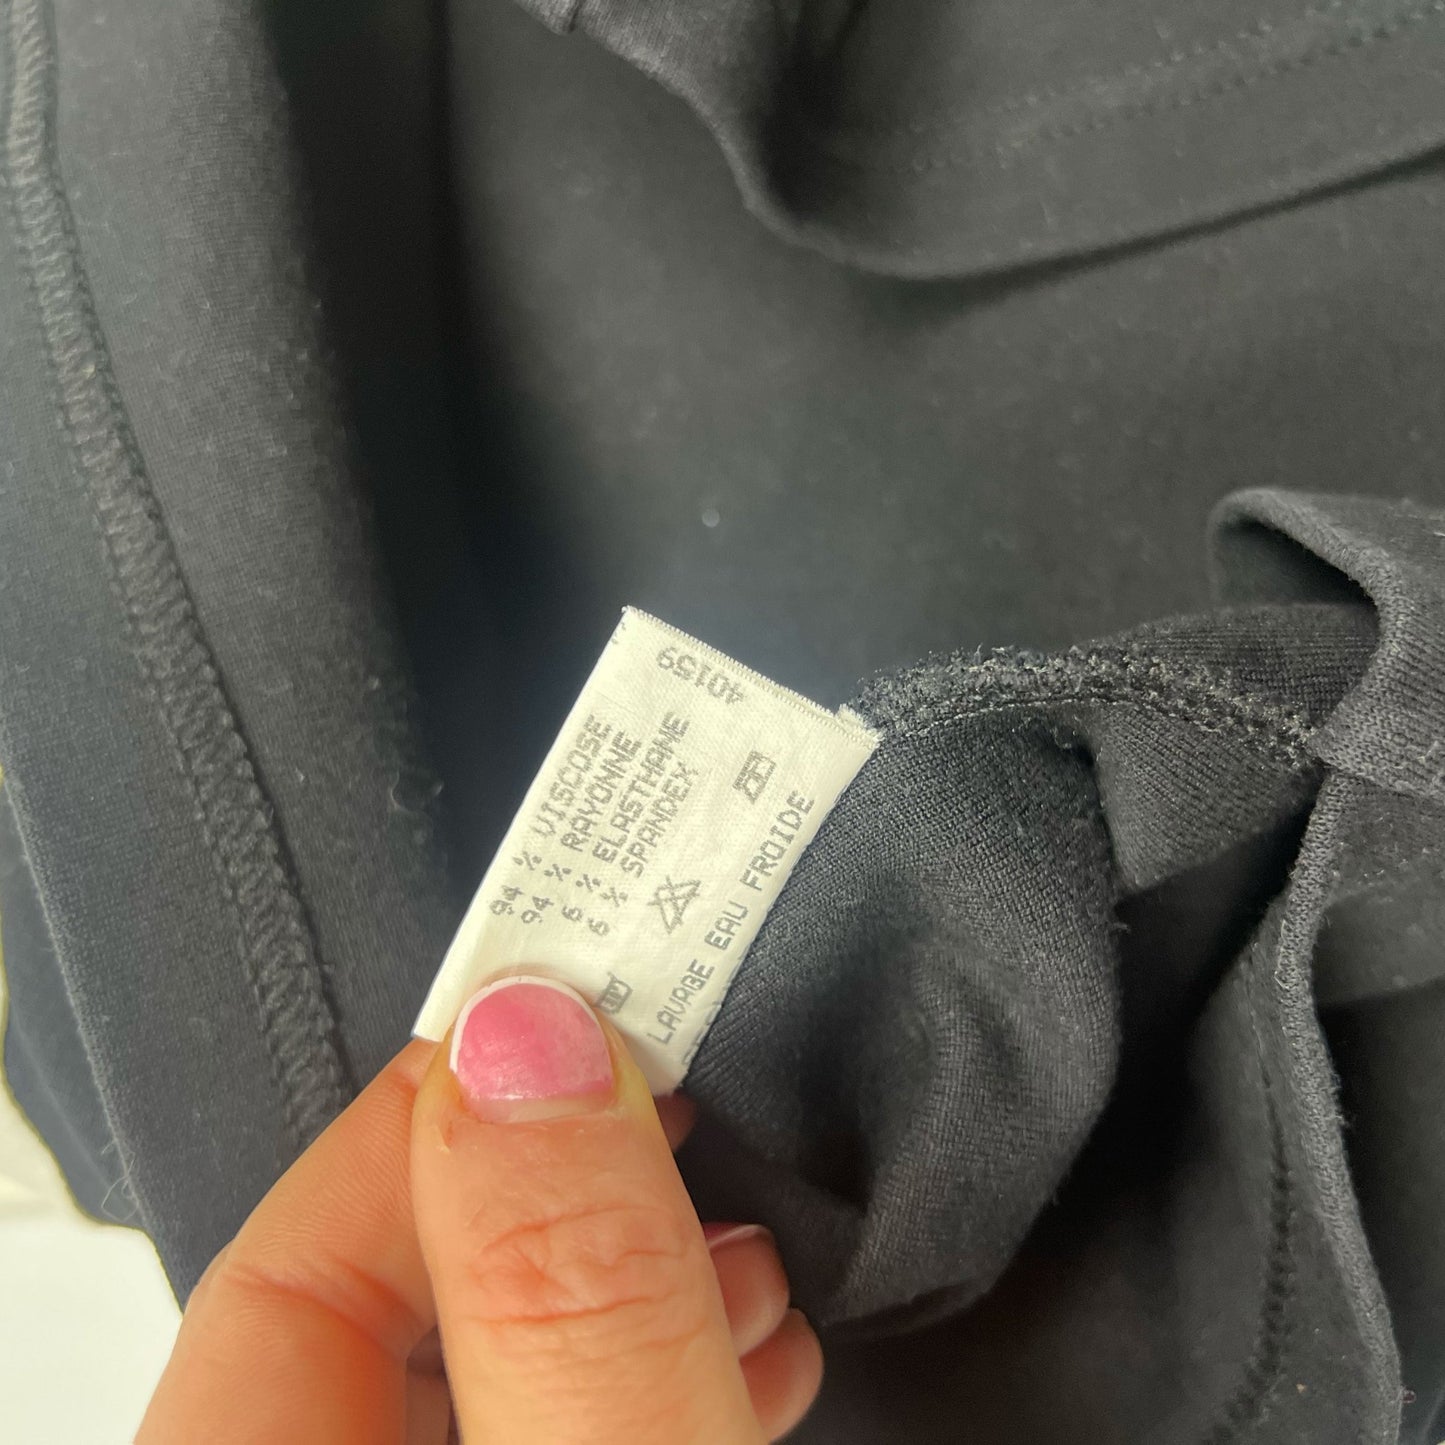 40159
94 % VISCOSE
94 % RAYONNE
6 % ELASTHANE
6 % SPANDEX
LAVAGE EAU FROIDE